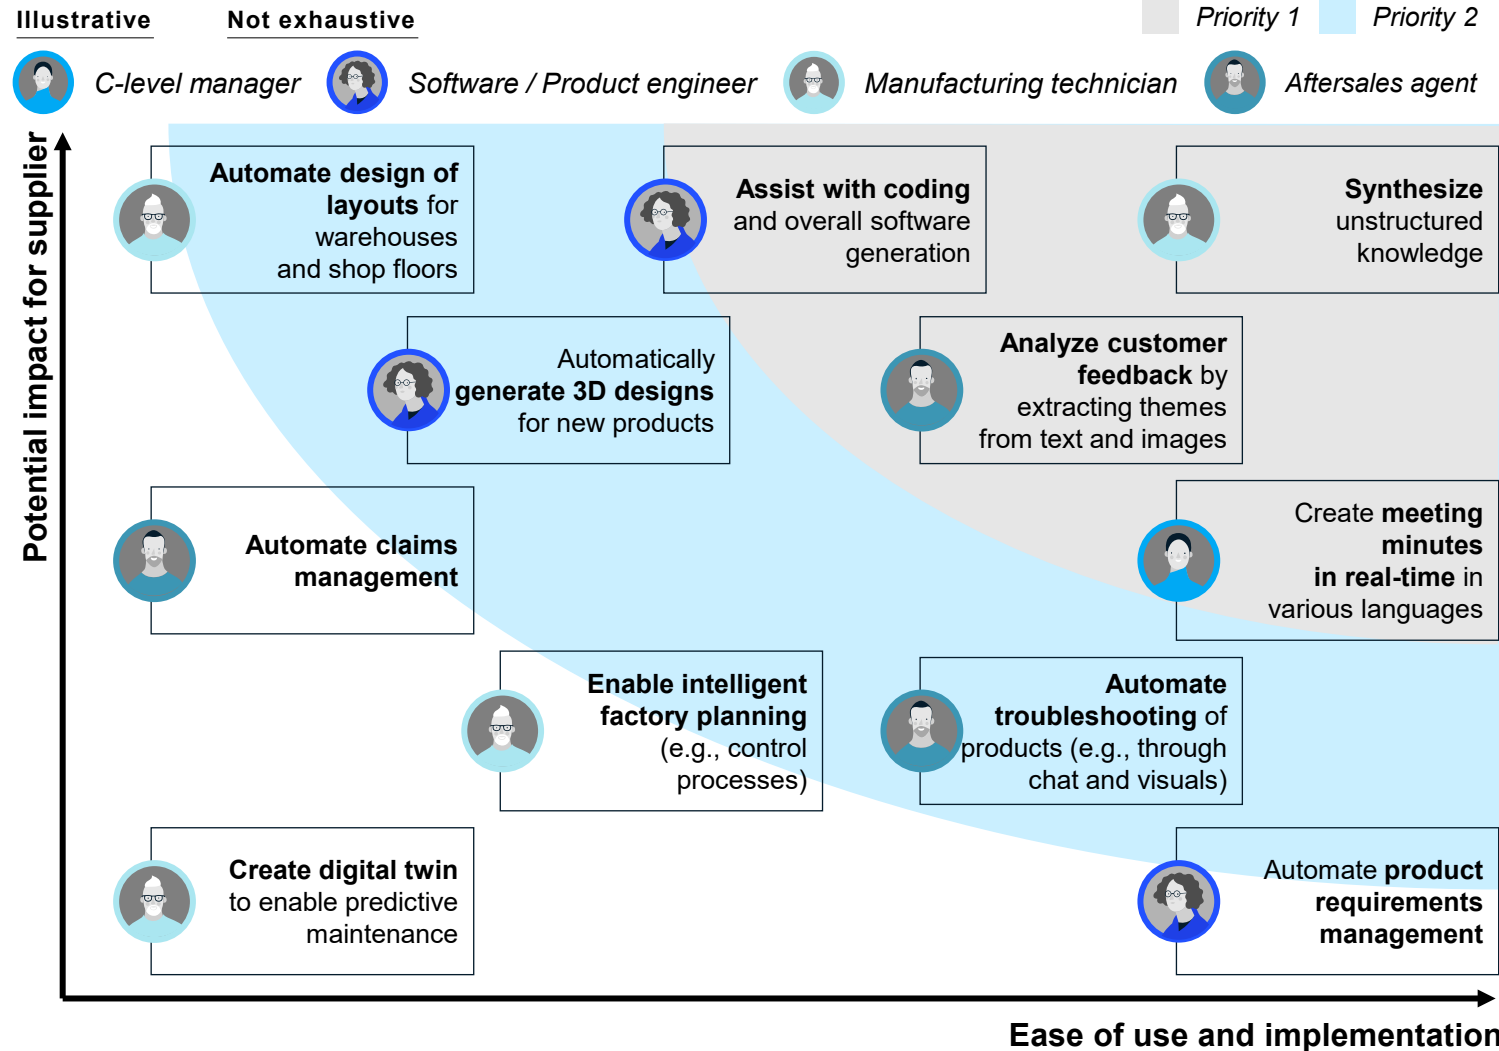 Illustrative
Not exhaustive
Priority 1
Priority 2
C-level manager
Software / Product engineer
Manufacturing technician
Aftersales agent
Potential impact for supplier
Automate design of
layouts for
warehouses
and shop floors
Assist with coding
and overall software
generation
Synthesize
unstructured
knowledge
Automatically
generate 3D designs
for new products
Analyze customer
feedback by
extracting themes
from text and images
Automate claims
management
Create meeting
minutes
in real-time in
various languages
Enable intelligent
factory planning
(e.g., control
processes)
Automate
troubleshooting of
products (e.g., through
chat and visuals)
Create digital twin
to enable predictive
maintenance
Automate product
requirements
management
Ease of use and implementation